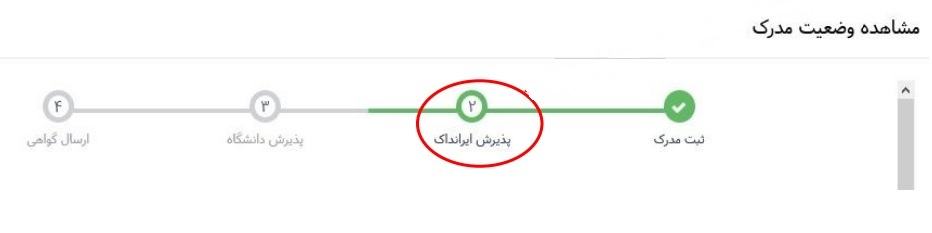 مشاهده وضعیت مدرک
۲ ۳ ۴
ثبت مدرک پذیرش ایرانداک پذیرش دانشگاه ارسال گواهی